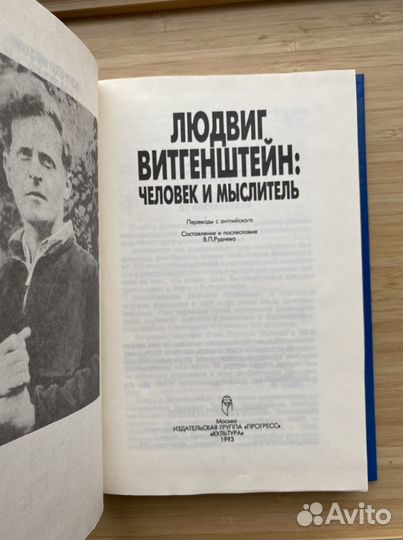 ЛЮДВИГ
ВИТГЕНШТЕЙН:
ЧЕЛОВЕК И МЫСЛИТЕЛЬ
Переводы с английского
Составление и послесловие
В.П.Руднева
Москва
ИЗДАТЕЛЬСКАЯ ГРУППА «ПРОГРЕСС»
«КУЛЬТУРА»
1993
Avito